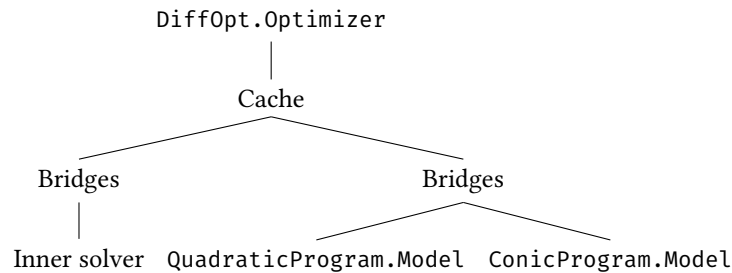 DiffOpt.Optimizer
Cache
Bridges Bridges
Inner solver QuadraticProgram.Model ConicProgram.Model